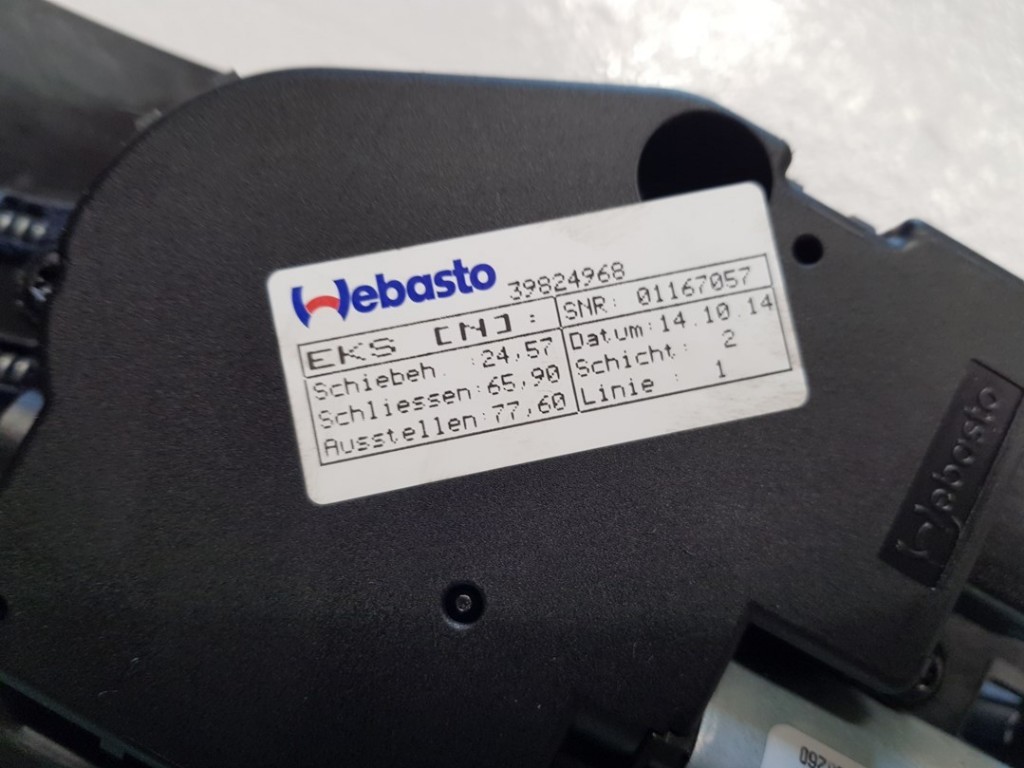 Webasto 39824968
EKS [N]: SNR: 01167057
Schiebeh. :24,57 Datum:14.10.14
Schliessen:65,90 Schicht: 2
Ausstellen:77,60 Linie : 1
Webasto